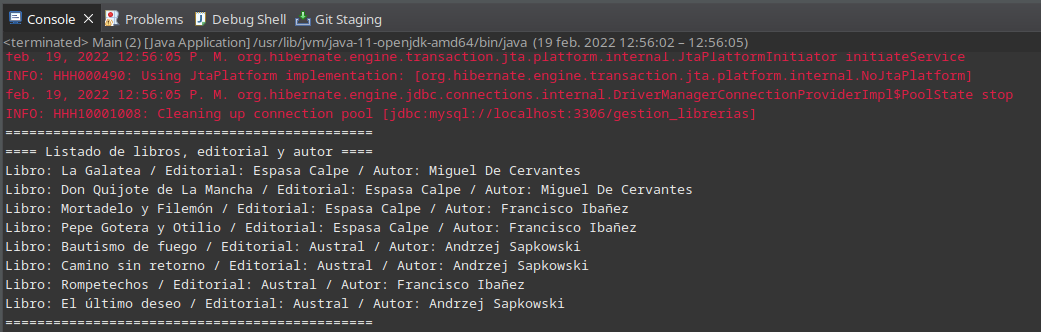 Console Problems Debug Shell Git Staging
<terminated> Main (2) [Java Application] /usr/lib/jvm/java-11-openjdk-amd64/bin/java (19 feb. 2022 12:56:02 – 12:56:05)
feb. 19, 2022 12:56:05 P. M. org.hibernate.engine.transaction.jta.platform.internal.JtaPlatformInitiator initiateService
INFO: HHH000490: Using JtaPlatform implementation: [org.hibernate.engine.transaction.jta.platform.internal.NoJtaPlatform]
feb. 19, 2022 12:56:05 P. M. org.hibernate.engine.jdbc.connections.internal.DriverManagerConnectionProviderImpl$PoolState stop
INFO: HHH10001008: Cleaning up connection pool [jdbc:mysql://localhost:3306/gestion_librerias]
==============================================
==== Listado de libros, editorial y autor ====
Libro: La Galatea / Editorial: Espasa Calpe / Autor: Miguel De Cervantes
Libro: Don Quijote de La Mancha / Editorial: Espasa Calpe / Autor: Miguel De Cervantes
Libro: Mortadelo y Filemón / Editorial: Espasa Calpe / Autor: Francisco Ibañez
Libro: Pepe Gotera y Otilio / Editorial: Espasa Calpe / Autor: Francisco Ibañez
Libro: Bautismo de fuego / Editorial: Austral / Autor: Andrzej Sapkowski
Libro: Camino sin retorno / Editorial: Austral / Autor: Andrzej Sapkowski
Libro: Rompetechos / Editorial: Austral / Autor: Francisco Ibañez
Libro: El último deseo / Editorial: Austral / Autor: Andrzej Sapkowski
==============================================